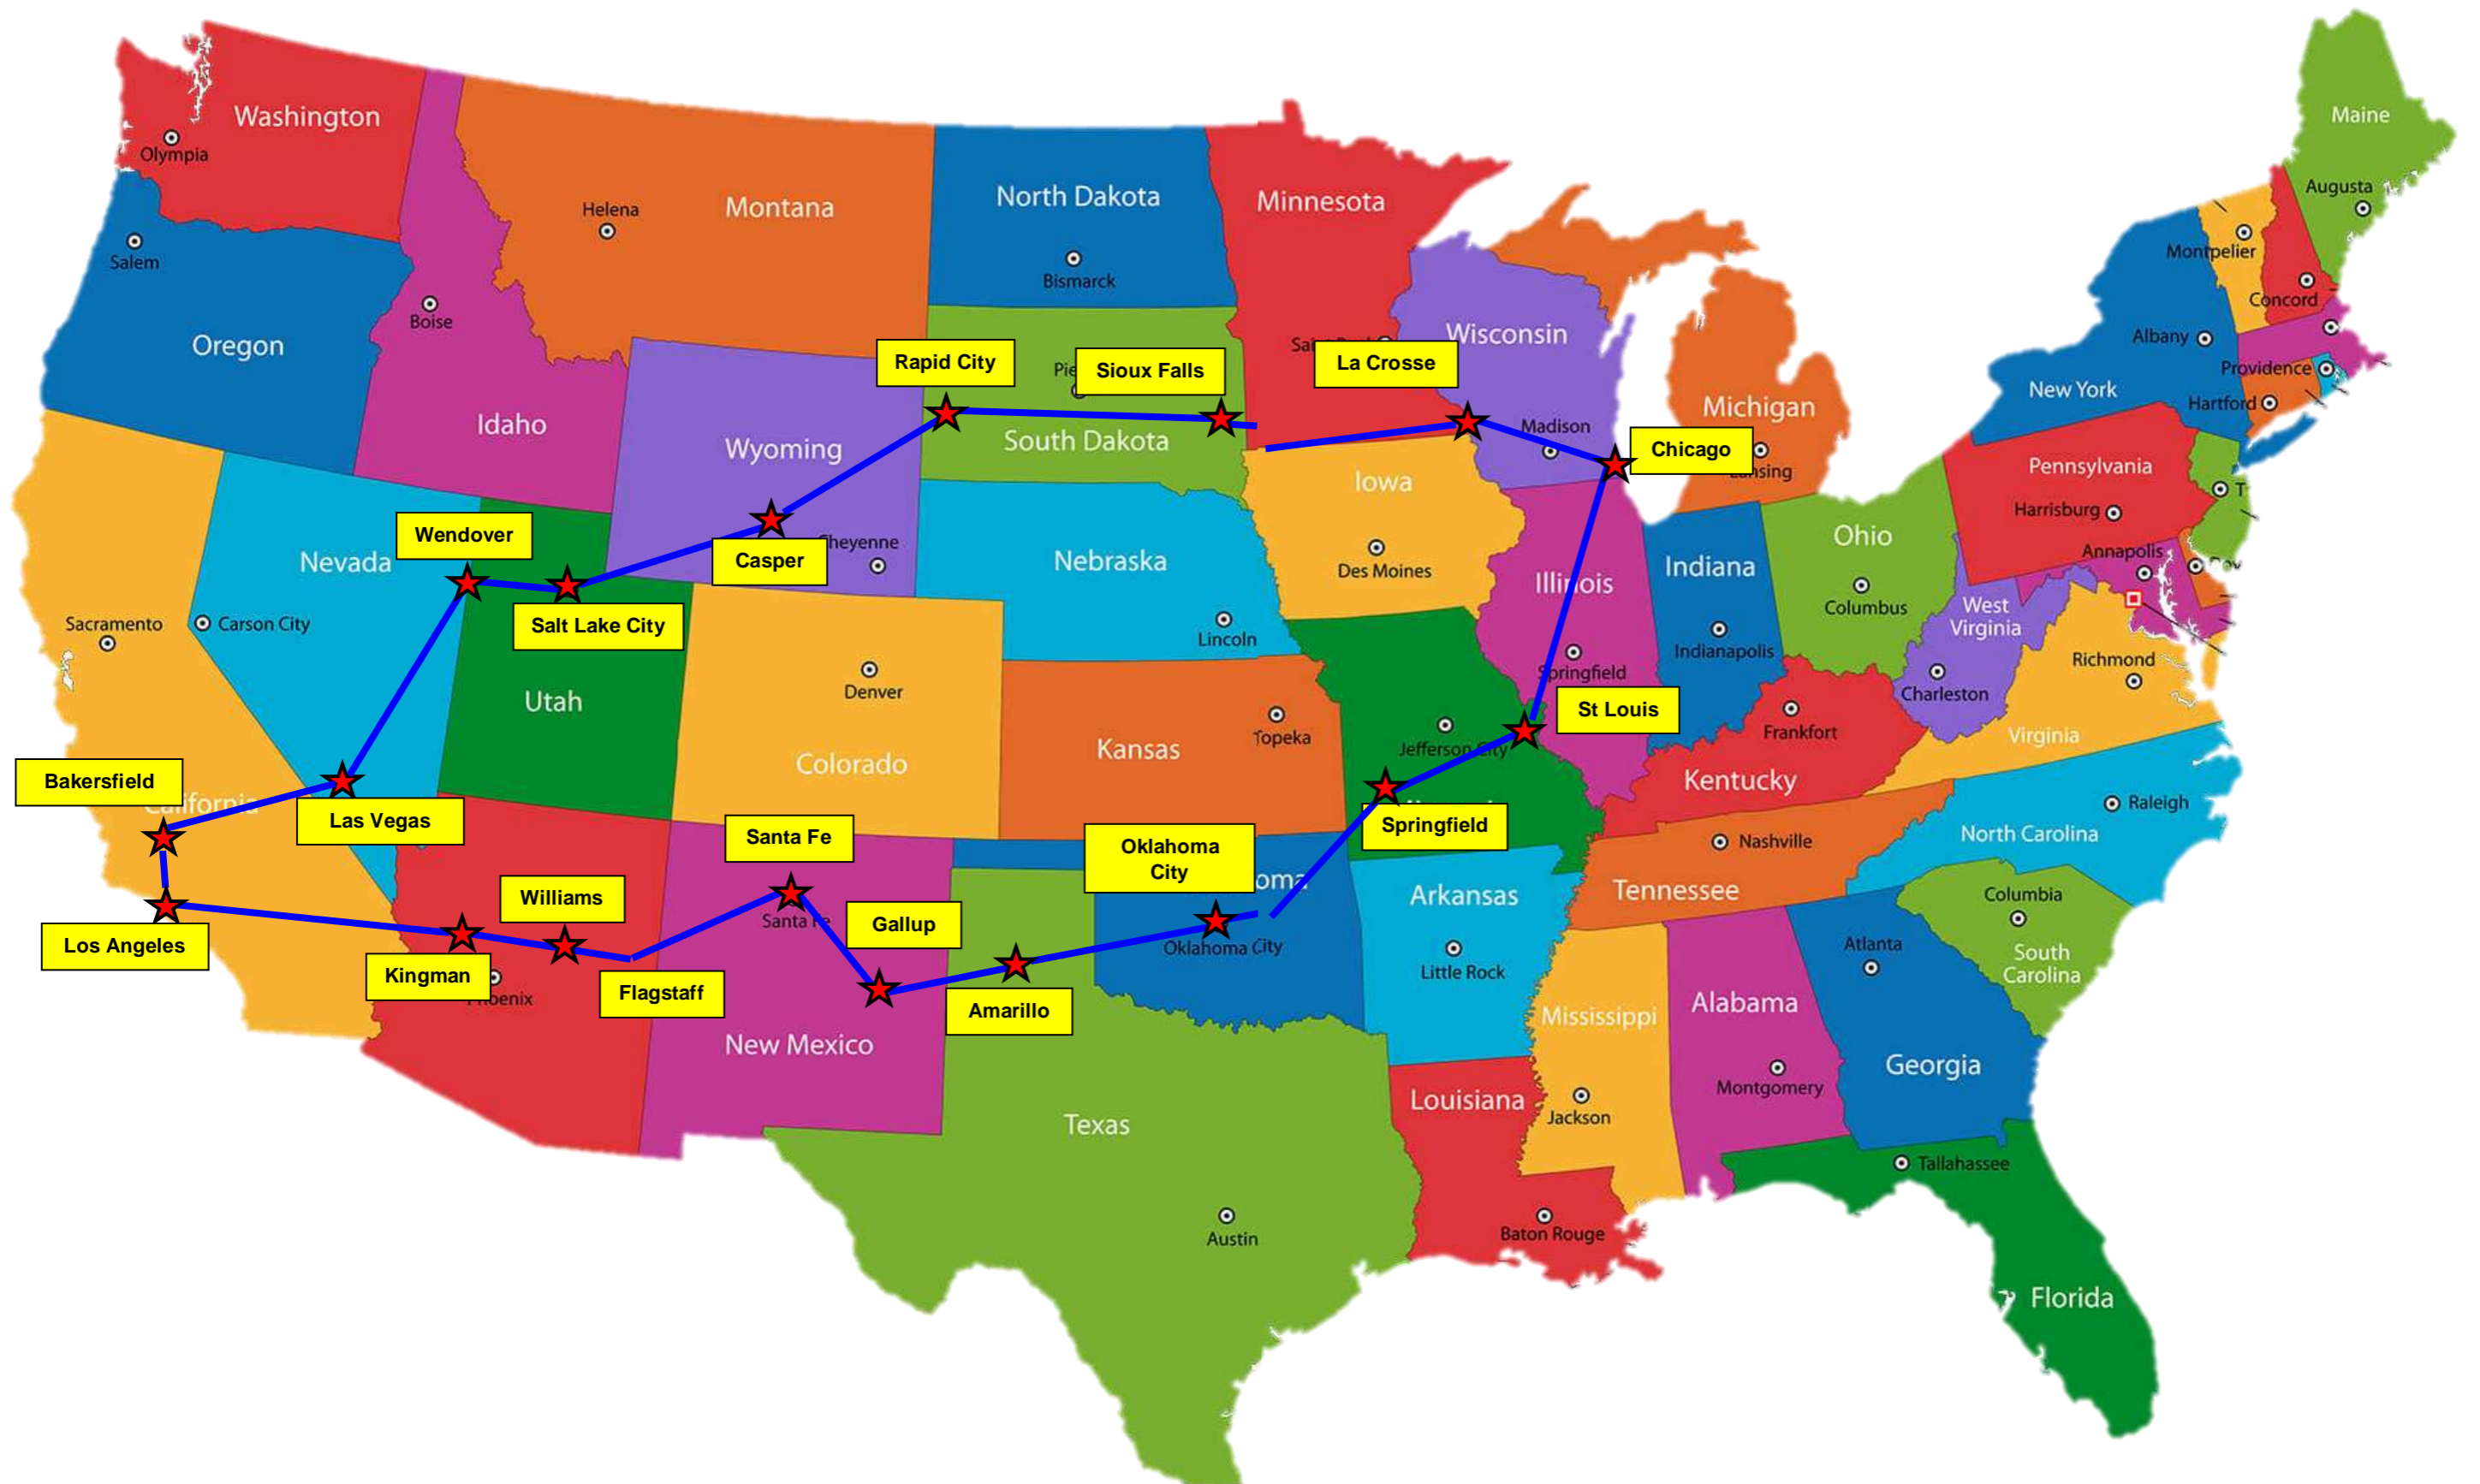 Maine
Washington
Olympia
Augusta
North Dakota
Minnesota
Montana
Helena
Montpelier
Salem
Bismarck
Concord
Boise
Wisconsin
Albany
Oregon
Rapid City
Sioux Falls
La Crosse
Providence
New York
Hartford
Michigan
Idaho
Madison
South Dakota
Wyoming
Chicago
Pennsylvania
Iowa
Harrisburg
Wendover
Ohio
Cheyenne
Annapolis
Nevada
Casper
Nebraska
Des Moines
Indiana
Illinois
Columbus
West
Virginia
Sacramento
Carson City
Salt Lake City
Lincoln
Indianapolis
Richmond
Springfield
Denver
Charleston
Utah
St Louis
Frankfort
Topeka
Jefferson City
Virginia
Kansas
Colorado
Bakersfield
Kentucky
California
Raleigh
Las Vegas
Santa Fe
Springfield
North Carolina
Nashville
Oklahoma
City
Tennessee
Arkansas
Columbia
Williams
Santa Fe
Gallup
Los Angeles
Oklahoma City
Atlanta
South
Carolina
Little Rock
Kingman
Phoenix
Flagstaff
Amarillo
Alabama
Mississippi
New Mexico
Georgia
Montgomery
Louisiana
Jackson
Texas
Tallahassee
Austin
Baton Rouge
Florida